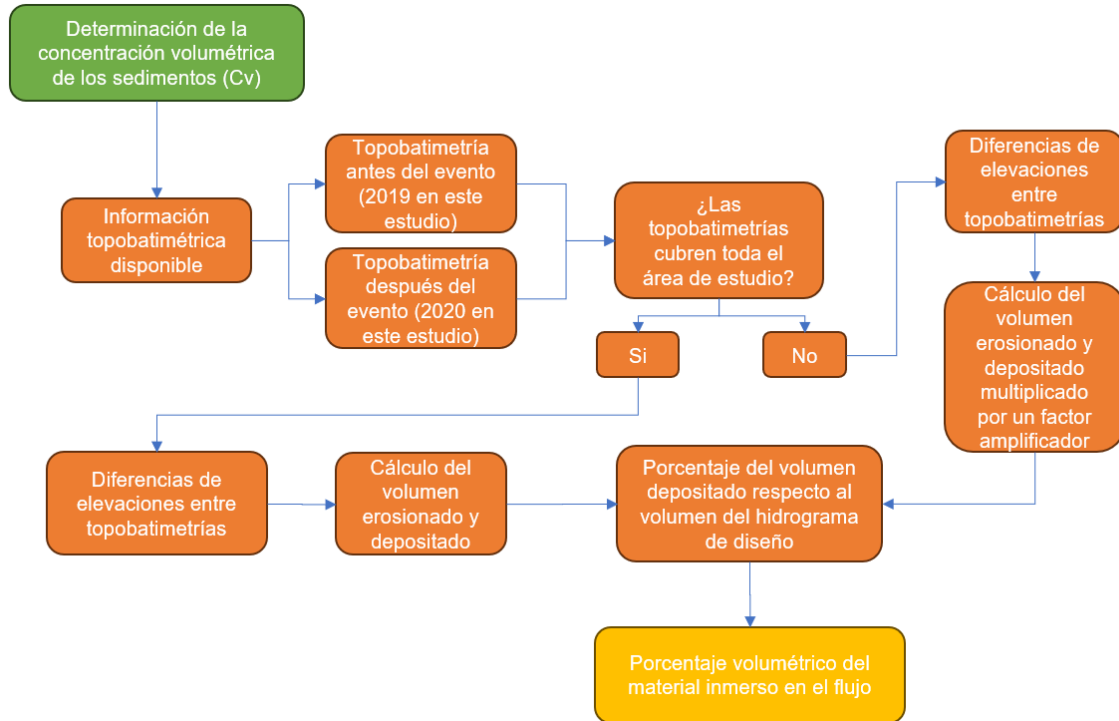 Determinación de la
concentración volumétrica
de los sedimentos (Cv)
Información
topobatimétrica
disponible
Topobatimetría
antes del evento
(2019 en este
estudio)
Topobatimetría
después del
evento (2020 en
este estudio)
¿Las
topobatimetrías
cubren toda el
área de estudio?
Si
No
Diferencias de
elevaciones
entre
topobatimetrías
Cálculo del
volumen
erosionado y
depositado
multiplicado
por un factor
amplificador
Diferencias de
elevaciones entre
topobatimetrías
Cálculo del
volumen
erosionado y
depositado
Porcentaje del volumen
depositado respecto al
volumen del hidrograma
de diseño
Porcentaje volumétrico del
material inmerso en el flujo